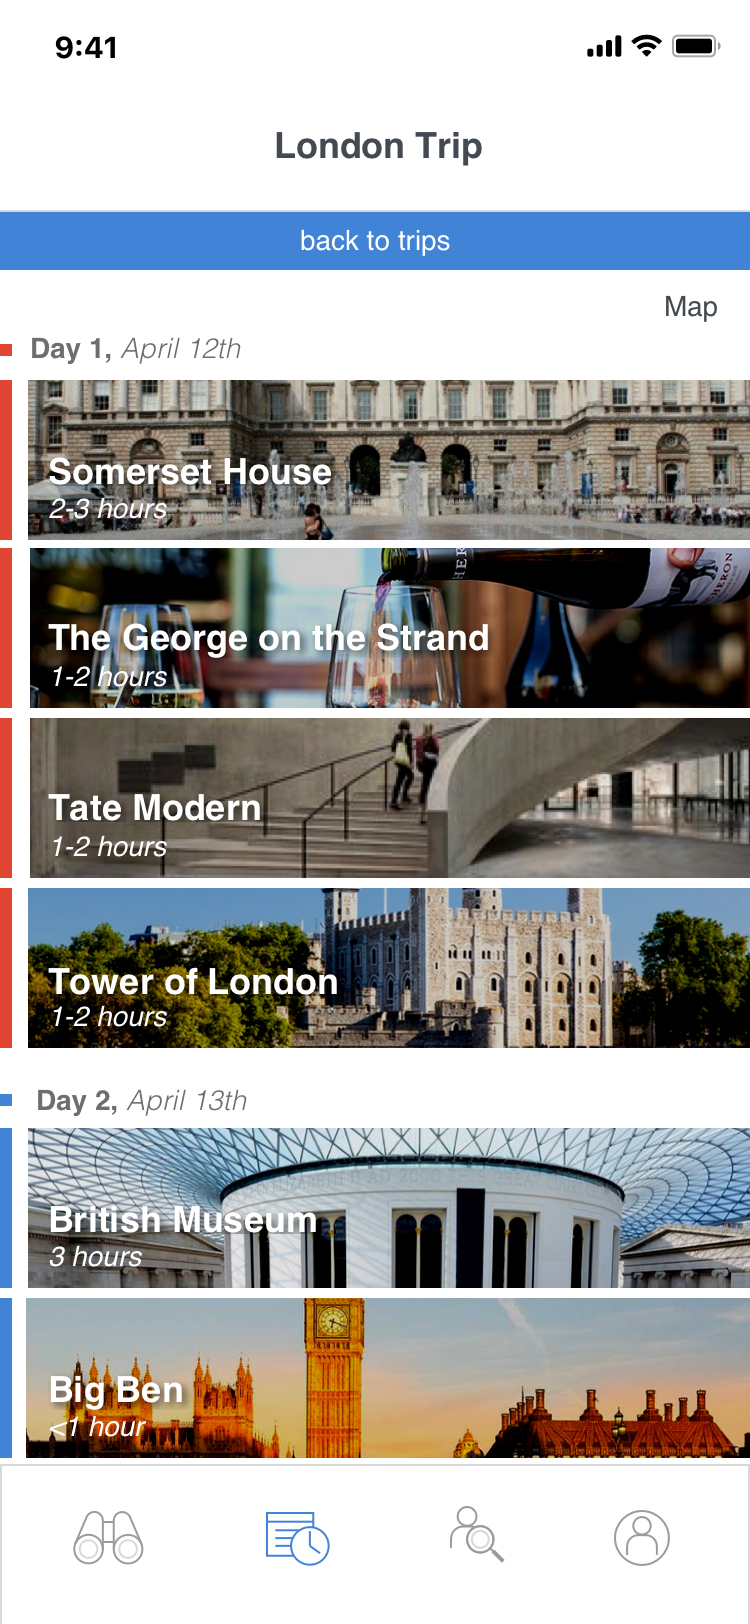 9:41
London Trip
back to trips
Map
Day 1, April 12th
Somerset House
2-3 hours
The George on the Strand
1-2 hours
Tate Modern
1-2 hours
Tower of London
1-2 hours
Day 2, April 13th
British Museum
3 hours
Big Ben
<1 hour